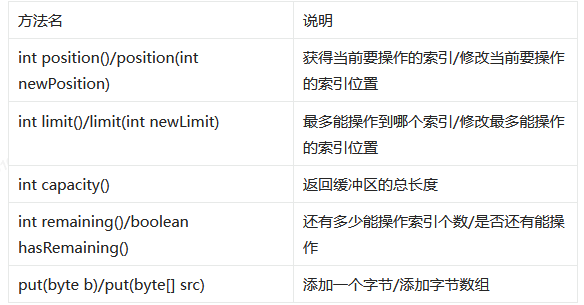 方法名 说明
int position()/position(int 获得当前要操作的索引/修改当前要操作
newPosition) 的索引位置
int limit()/limit(int newLimit) 最多能操作到哪个索引/修改最多能操作
的索引位置
int capacity() 返回缓冲区的总长度
int remaining()/boolean 还有多少能操作索引个数/是否还有能操
hasRemaining() 作
put(byte b)/put(byte[] src) 添加一个字节/添加字节数组